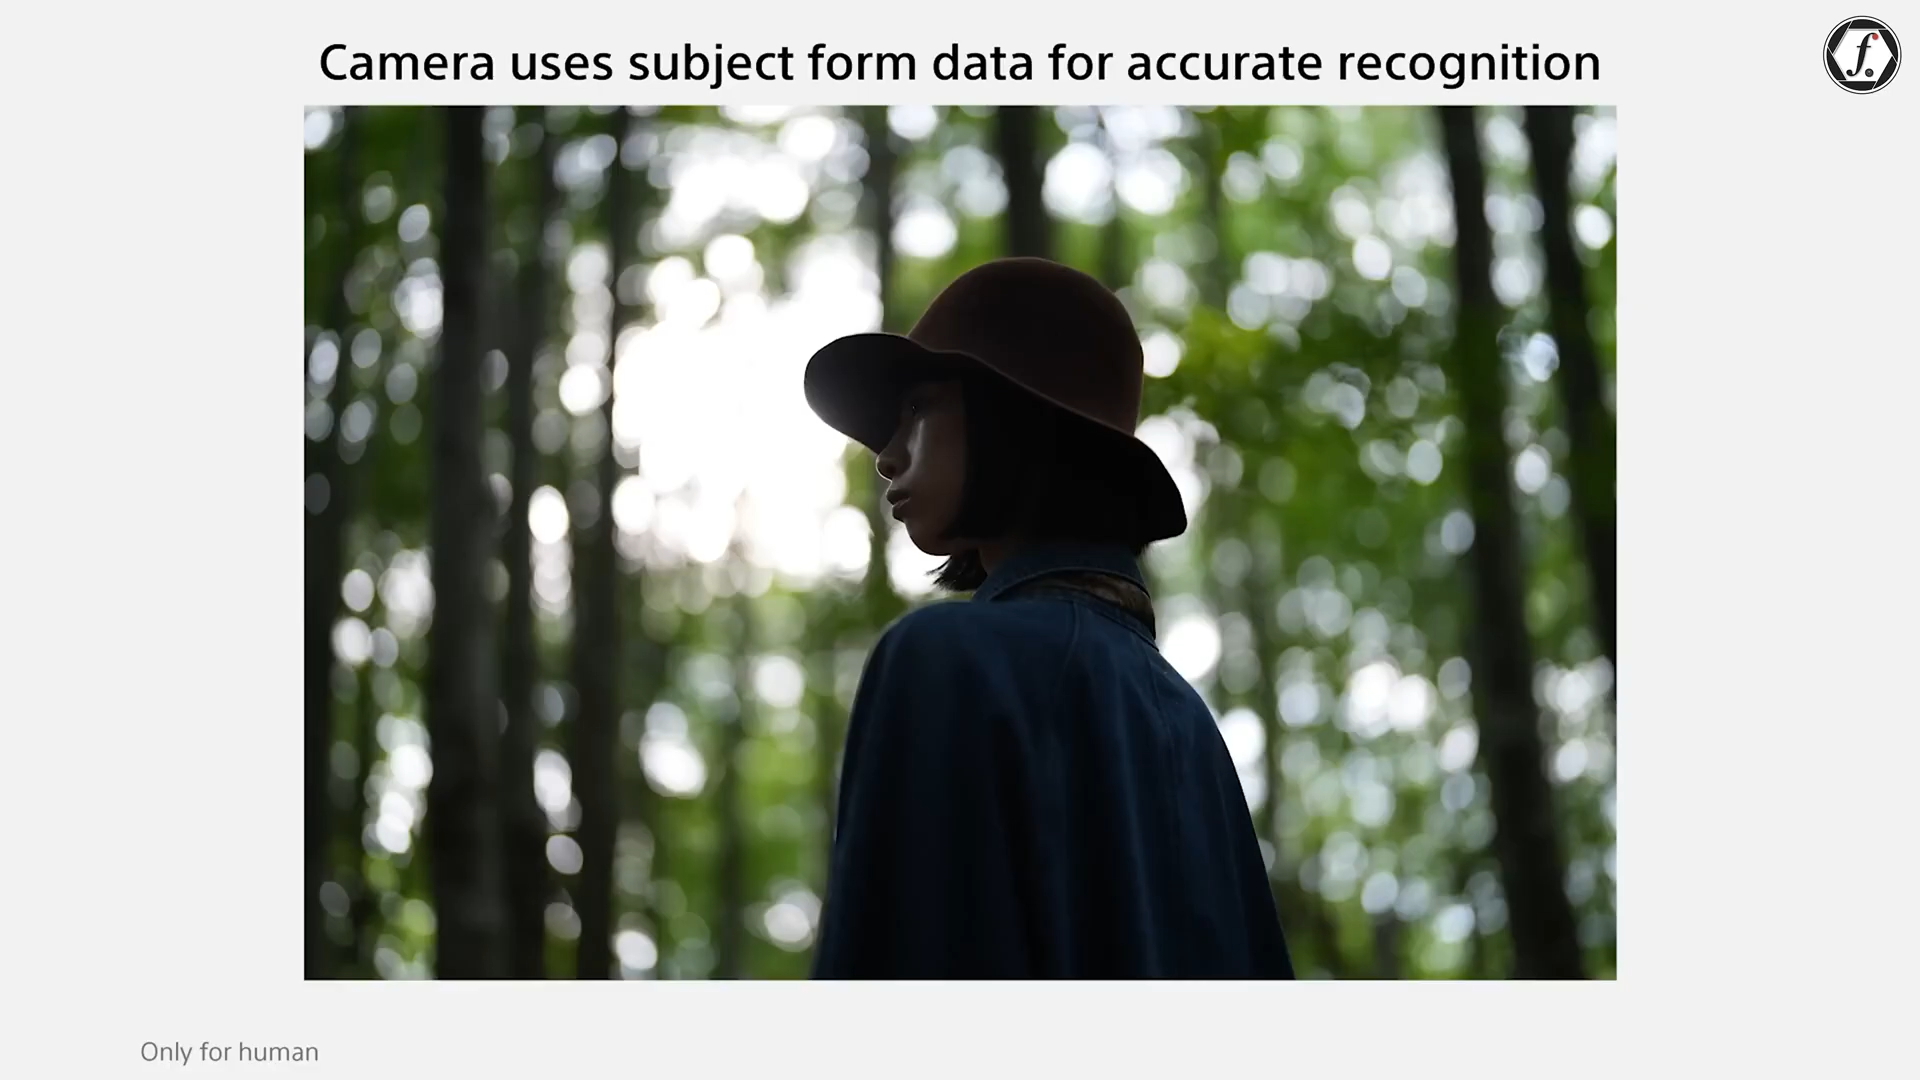 Camera uses subject form data for accurate recognition
f.
Only for human